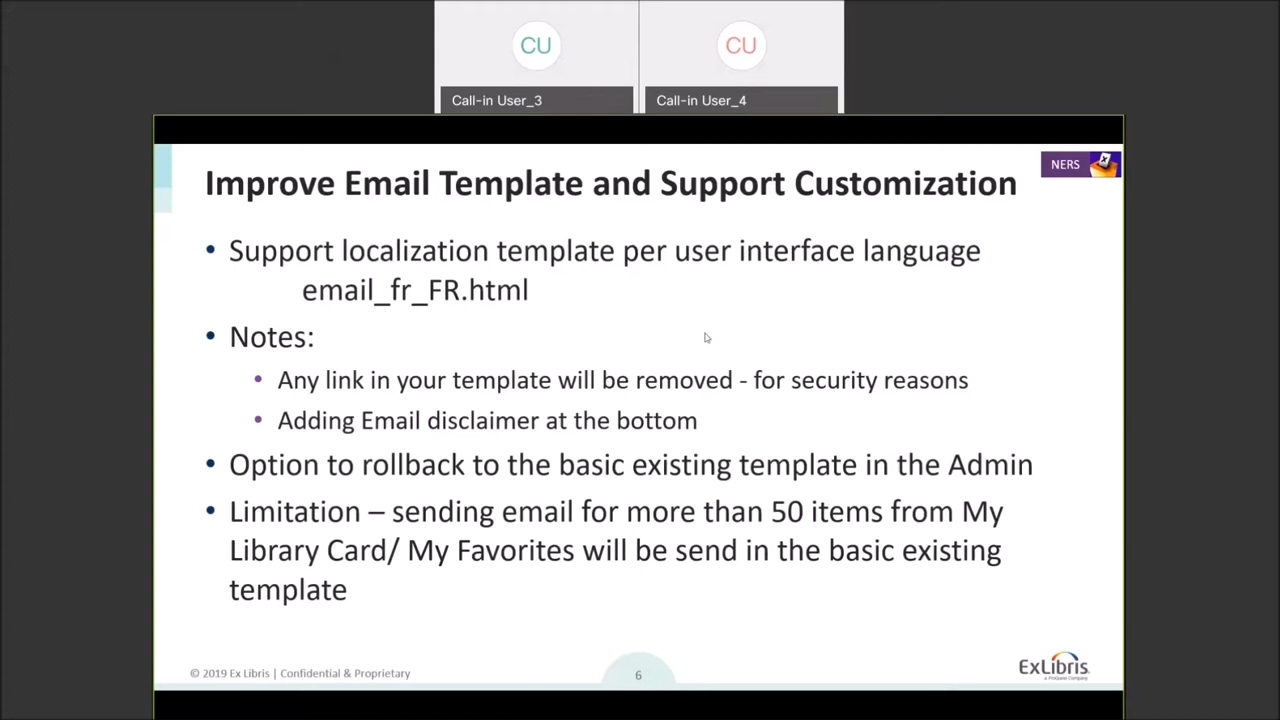 CU
CU
Call-in User_3
Call-in User_4
NERS
Improve Email Template and Support Customization
• Support localization template per user interface language
email_fr_FR.html
• Notes:
• Any link in your template will be removed - for security reasons
• Adding Email disclaimer at the bottom
• Option to rollback to the basic existing template in the Admin
• Limitation – sending email for more than 50 items from My
Library Card/ My Favorites will be send in the basic existing
template
© 2019 Ex Libris | Confidential & Proprietary
6
ExLibris
a ProQuest Company